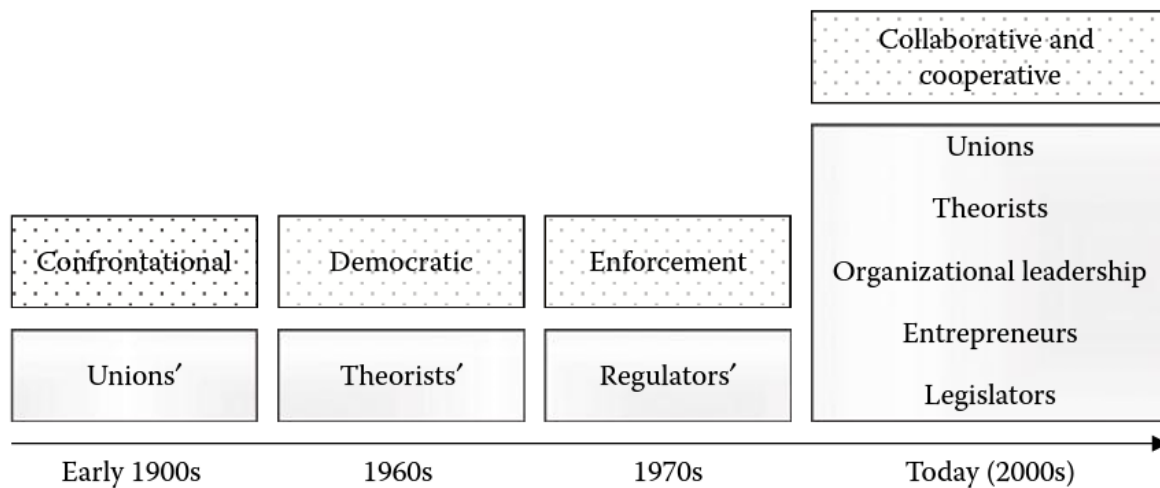 Collaborative and
cooperative
Unions
Theorists
Organizational leadership
Entrepreneurs
Legislators
Confrontational
Democratic
Enforcement
Unions′
Theorists′
Regulators′
Early 1900s
1960s
1970s
Today (2000s)